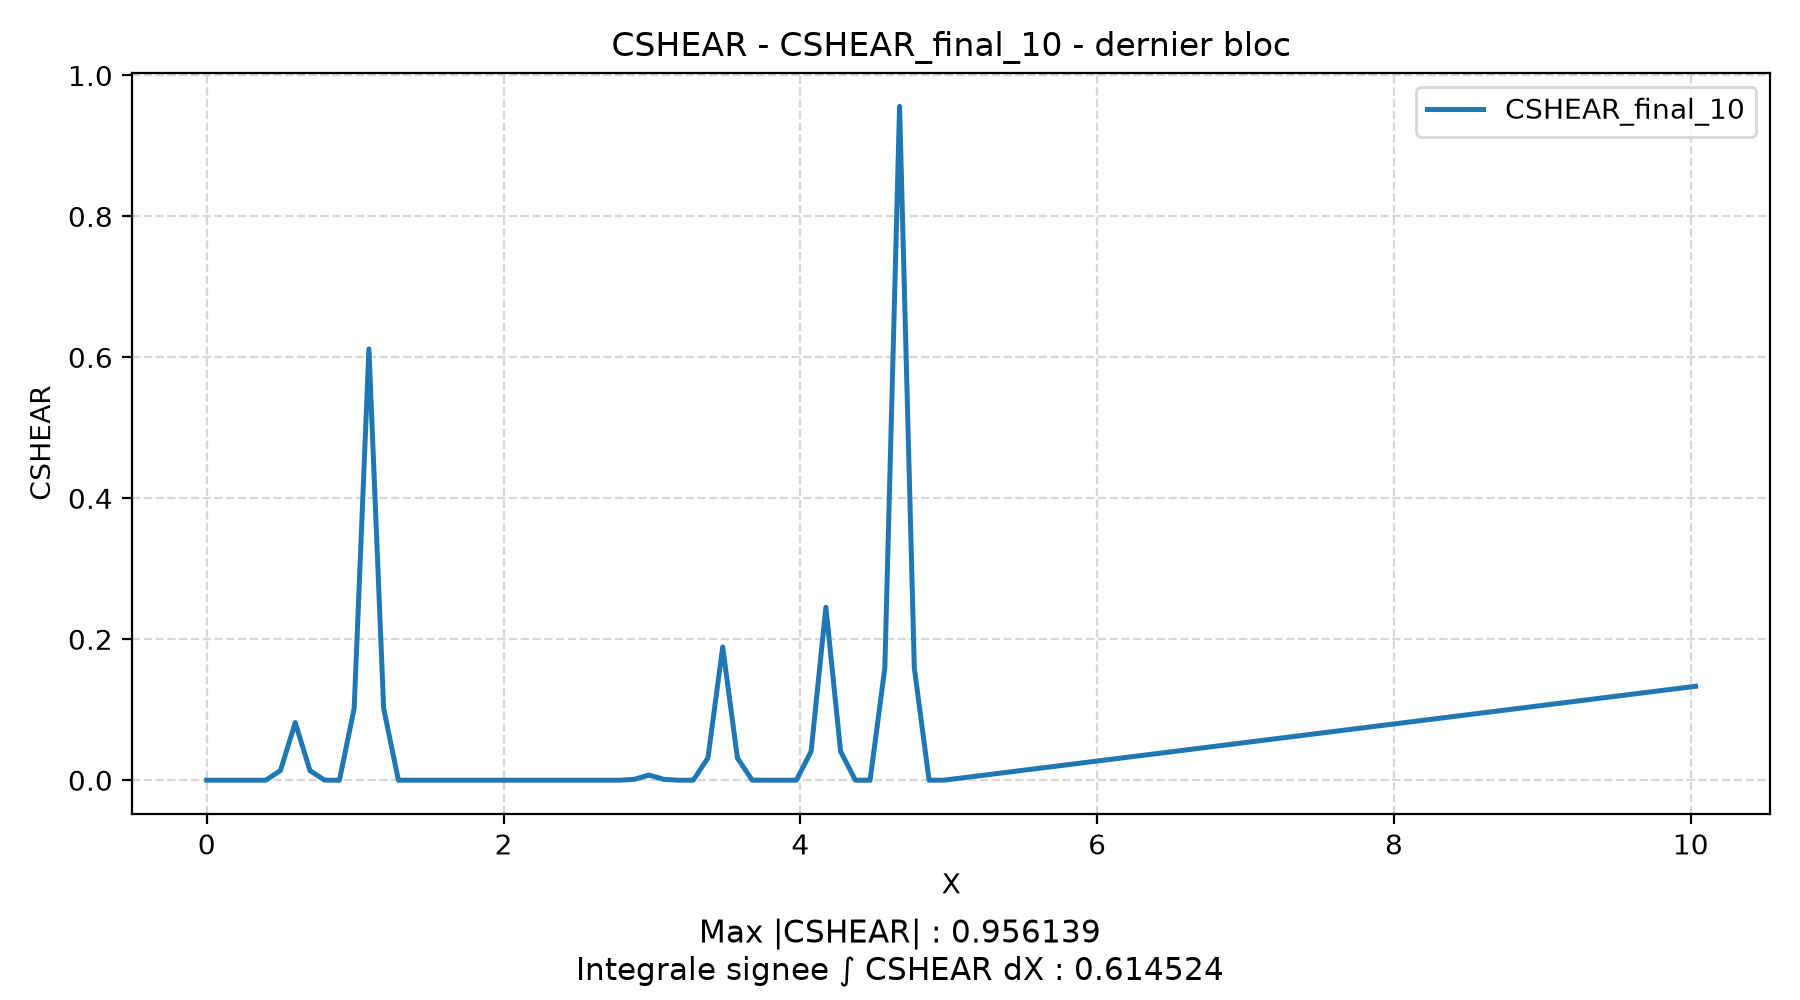 CSHEAR - CSHEAR_final_10 - dernier bloc
1.0
0.8
0.6
0.4
0.2
0.0
CSHEAR
CSHEAR_final_10
0 2 4 6 8 10
X
Max |CSHEAR| : 0.956139
Integrale signee ∫ CSHEAR dX : 0.614524